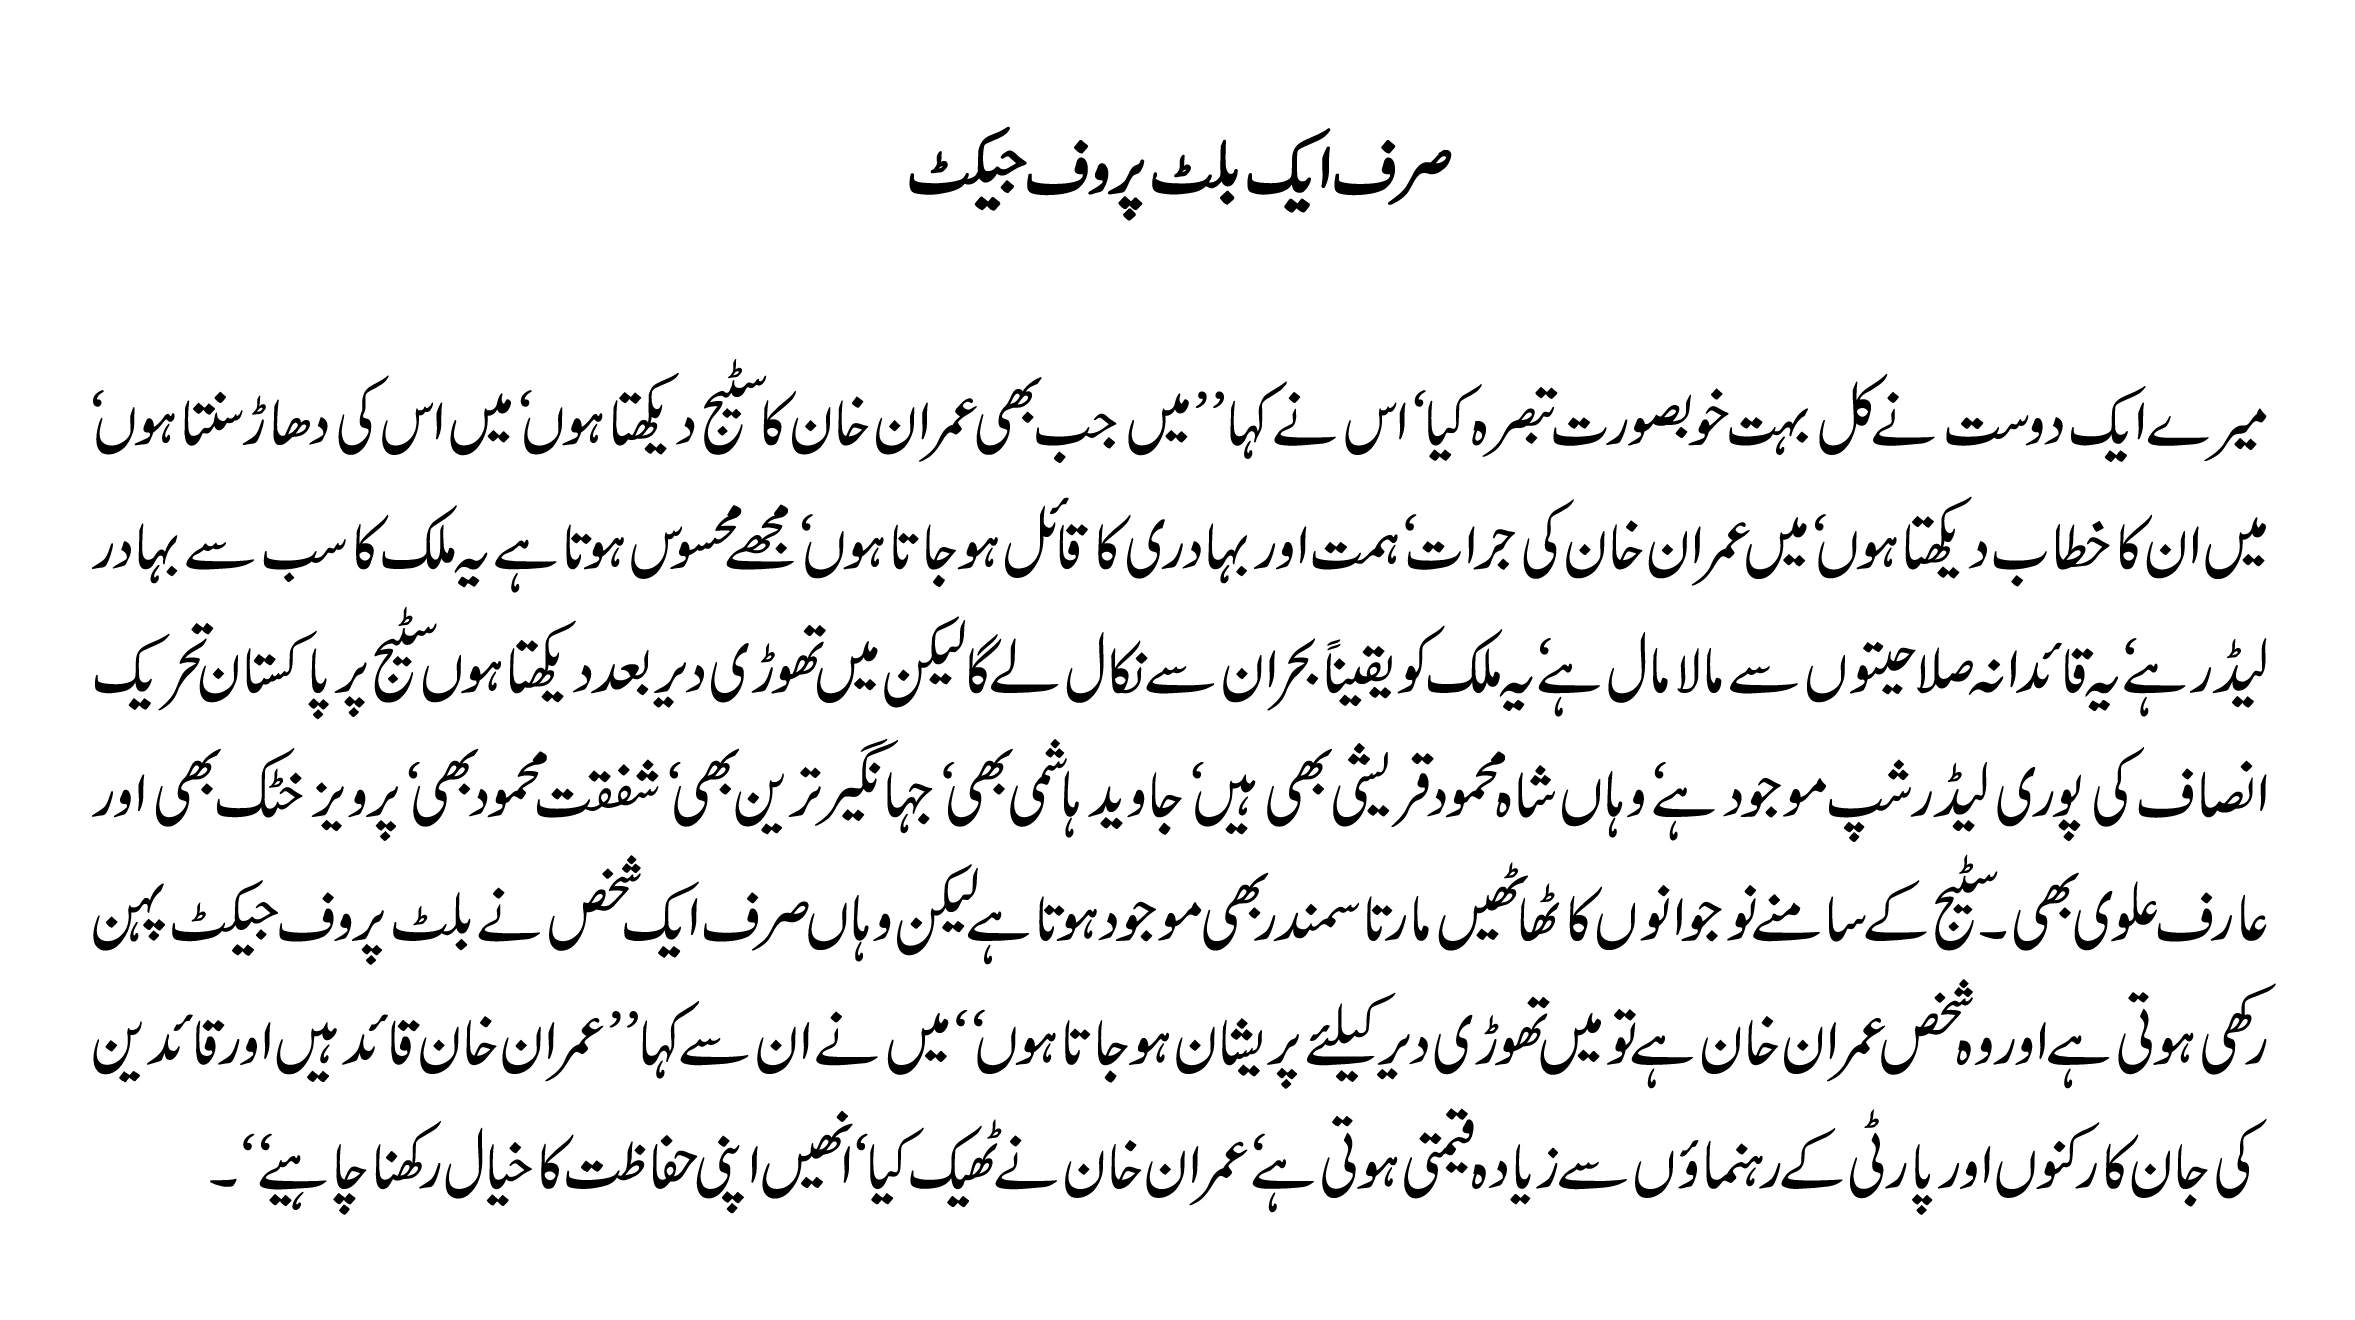 صرف ایک بلٹ پروف جیکٹ
میرے ایک دوست نے کل بہت خوبصورت تبصرہ کیا‘ اس نے کہا ’’میں جب بھی عمران خان کا سٹیج دیکھتا ہوں‘ میں اس کی دھاڑ سنتا ہوں‘
میں ان کا خطاب دیکھتا ہوں‘ میں عمران خان کی جرات‘ ہمت اور بہادری کا قائل ہو جاتا ہوں‘ مجھے محسوس ہوتا ہے یہ ملک کا سب سے بہادر
لیڈر ہے‘ یہ قائدانہ صلاحیتوں سے مالا مال ہے‘ یہ ملک کو یقیناً بحران سے نکال لے گا لیکن میں تھوڑی دیر بعد دیکھتا ہوں سٹیج پر پاکستان تحریک
انصاف کی پوری لیڈر شپ موجود ہے‘ وہاں شاہ محمود قریشی بھی ہیں‘ جاوید ہاشمی بھی‘ جہانگیر ترین بھی‘ شفقت محمود بھی‘ پرویز خٹک بھی اور
عارف علوی بھی۔ سٹیج کے سامنے نوجوانوں کا ٹھاٹھیں مارتا سمندر بھی موجود ہوتا ہے لیکن وہاں صرف ایک شخص نے بلٹ پروف جیکٹ پہن
رکھی ہوتی ہے اور وہ شخص عمران خان ہے تو میں تھوڑی دیر کیلئے پریشان ہو جاتا ہوں‘‘ میں نے ان سے کہا ’’عمران خان قائد ہیں اور قائدین
کی جان کارکنوں اور پارٹی کے رہنماؤں سے زیادہ قیمتی ہوتی ہے‘ عمران خان نے ٹھیک کیا‘ انھیں اپنی حفاظت کا خیال رکھنا چاہیے‘‘۔